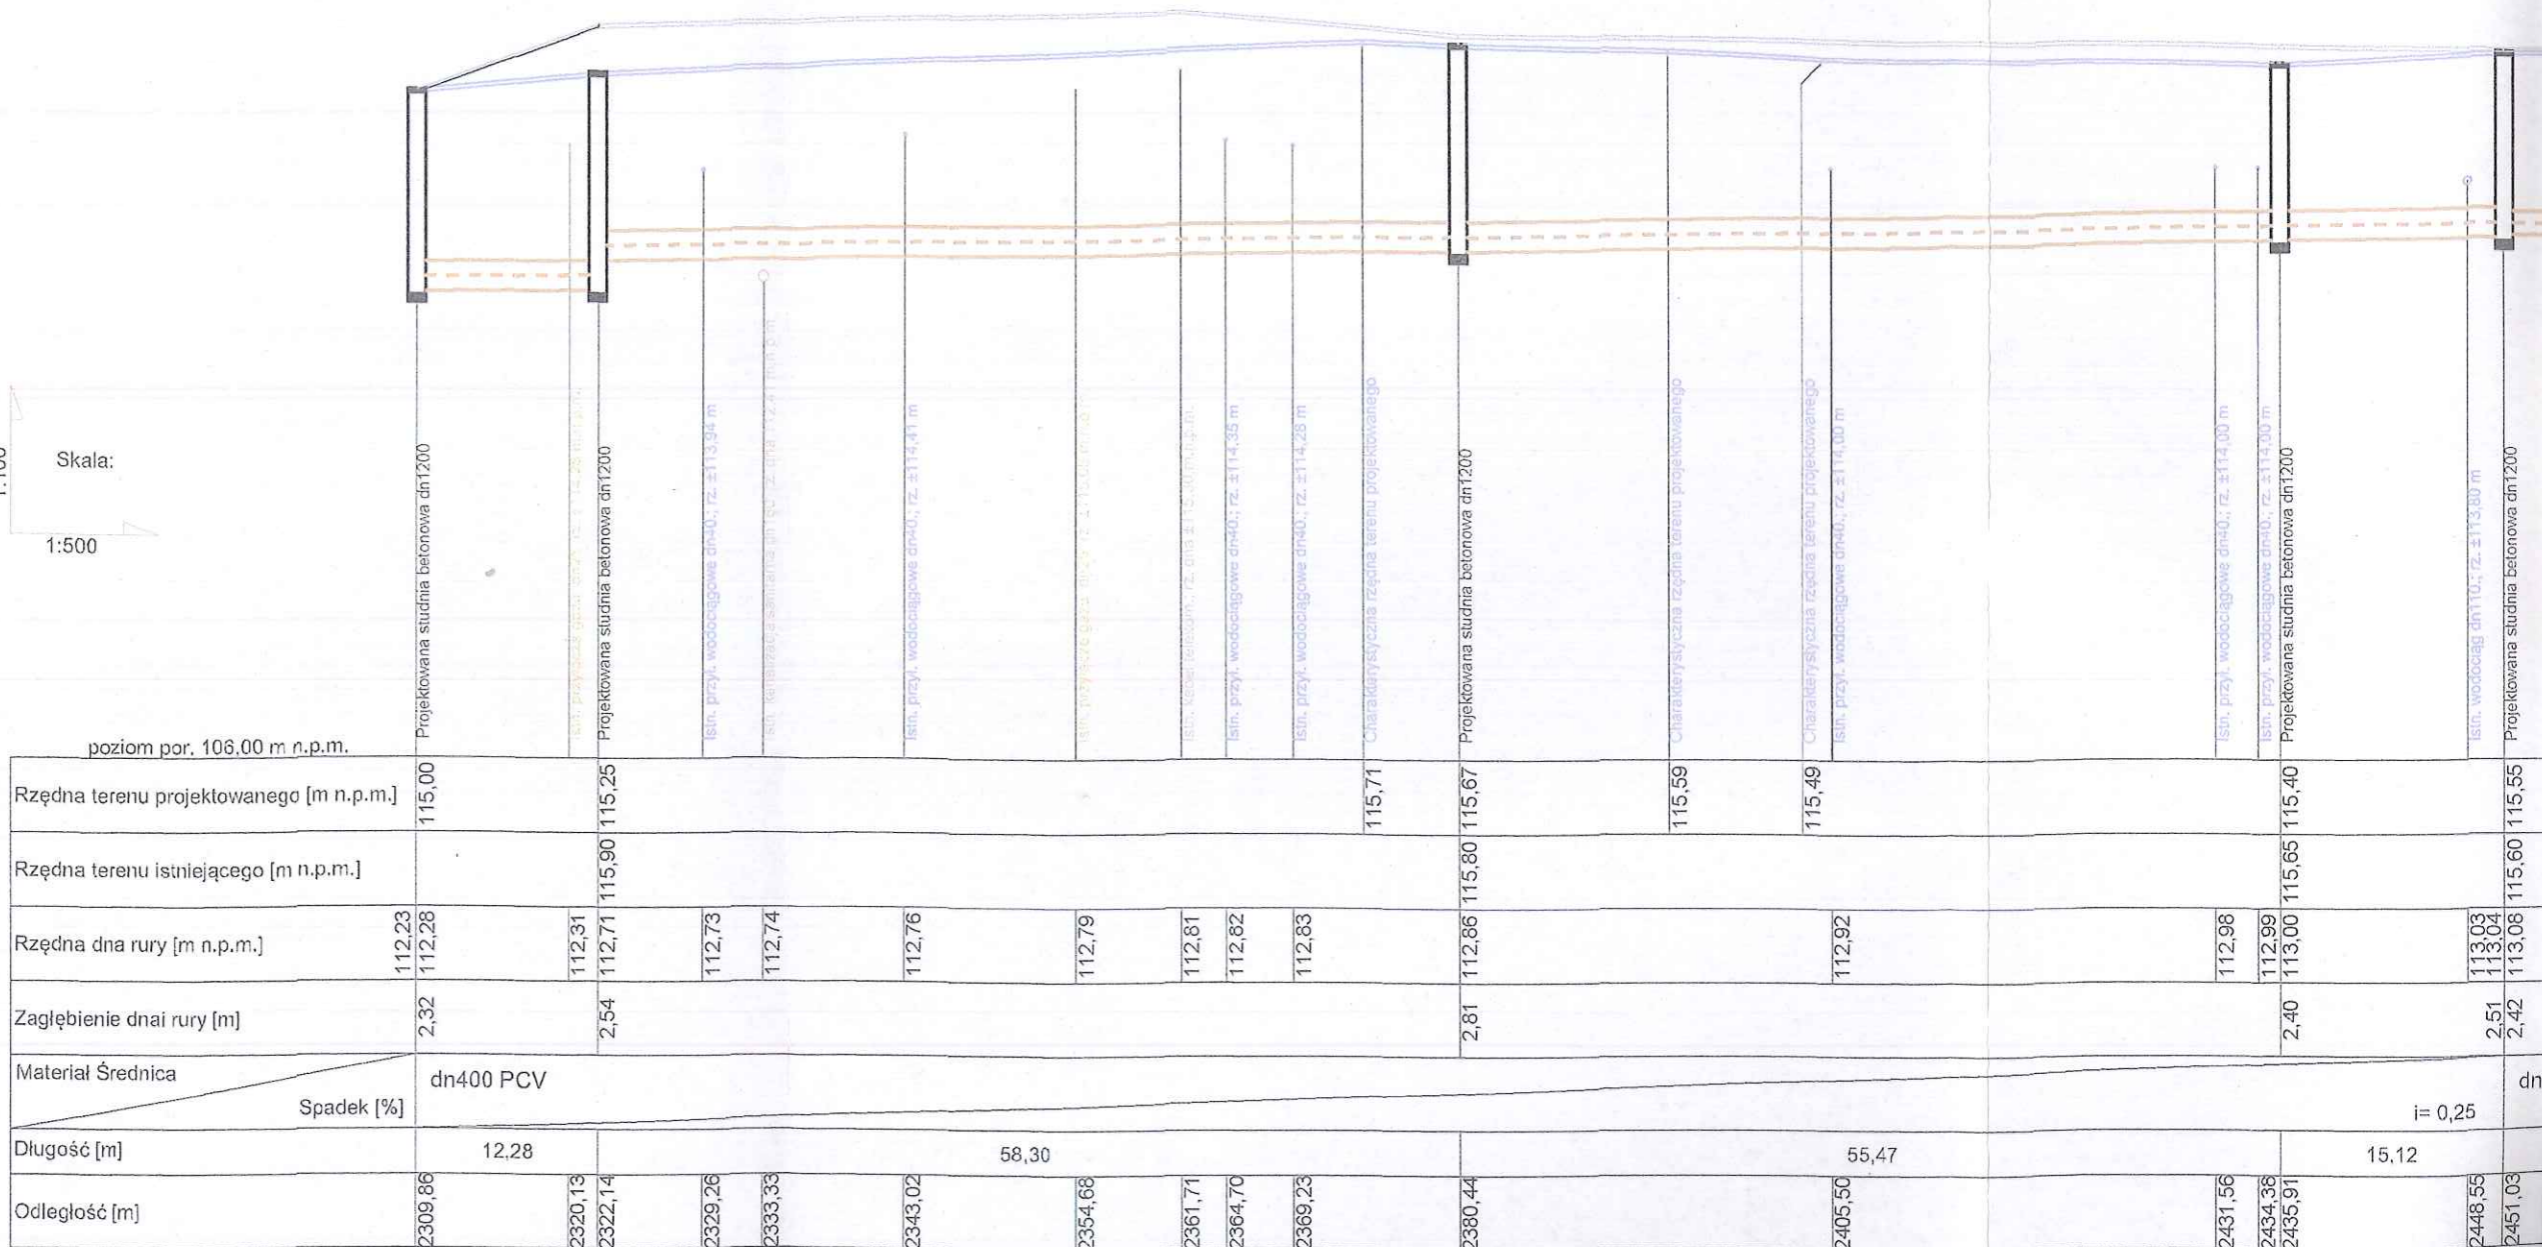 Skala:
1:100
1:500
Projektowana studnia betonowa dn1200
Projektowana studnia betonowa dn1200
Istn. przył. wodociągowe dn40.; rz. ±113,94 m
Istn. przył. wodociągowe dn40.; rz. ±114,41 m
Istn. przył. wodociągowe dn40.; rz. ±114,35 m
Istn. przył. wodociągowe dn40.; rz. ±114,28 m
Charakterystyczna rzędna terenu projektowanego
Projektowana studnia betonowa dn1200
Charakterystyczna rzędna terenu projektowanego
Charakterystyczna rzędna terenu projektowanego
Istn. przył. wodociągowe dn40.; rz. ±114,00 m
Istn. przył. wodociągowe dn40.; rz. ±114,00 m
Istn. przył. wodociągowe dn40.; rz. ±114,00 m
Projektowana studnia betonowa dn1200
Istn. wodociąg dn110.; rz. ±113,80 m
Projektowana studnia betonowa dn1200
poziom por. 106,00 m n.p.m.
Rzędna terenu projektowanego [m n.p.m.] 115,00 115,25 115,71 115,67 115,59 115,49 115,40 115,55
Rzędna terenu istniejącego [m n.p.m.] 115,90 115,80 115,65 115,60
Rzędna dna rury [m n.p.m.] 112,23 112,28 112,31 112,71 112,73 112,74 112,76 112,79 112,81 112,82 112,83 112,86 112,92 112,98 112,99 113,00 113,03 113,04 113,08
Zagłębienie dnai rury [m] 2,32 2,54 2,81 2,40 2,51 2,42
Materiał Średnica dn400 PCV dn
Spadek [%] i= 0,25
Długość [m] 12,28 58,30 55,47 15,12
Odległość [m] 2309,86 2320,13 2322,14 2329,26 2333,33 2343,02 2354,68 2361,71 2364,70 2369,23 2380,44 2405,50 2431,56 2434,38 2435,91 2448,55 2451,03